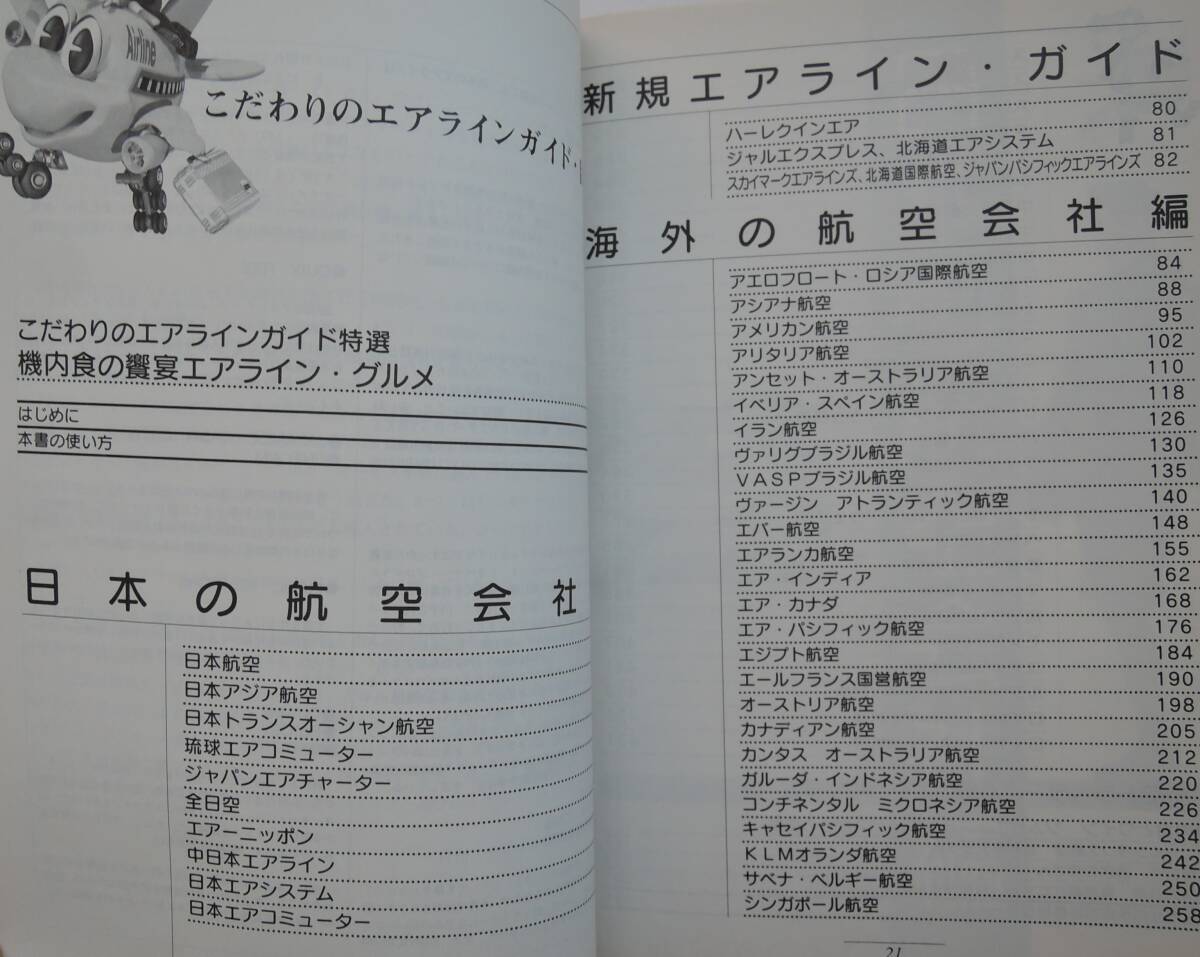 Airline
こだわりのエアラインガイド・
こだわりのエアラインガイド特選
機内食の饗宴エアライン・グルメ
はじめに
本書の使い方
日本の航空会社
日本航空
日本アジア航空
日本トランスオーシャン航空
琉球エアコミューター
ジャパンエアチャーター
全日空
エアーニッポン
中日本エアライン
日本エアシステム
日本エアコミューター
新規エアライン・ガイド
ハーレクインエア 80
ジャルエクスプレス、北海道エアシステム 81
スカイマークエアラインズ、北海道国際航空、ジャパンパシフィックエアラインズ 82
海外の航空会社編
アエロフロート・ロシア国際航空 84
アシアナ航空 88
アメリカン航空 95
アリタリア航空 102
アンセット・オーストラリア航空 110
イベリア・スペイン航空 118
イラン航空 126
ヴァリグブラジル航空 130
VASPブラジル航空 135
ヴァージン アトランティック航空 140
エバー航空 148
エアランカ航空 155
エア・インディア 162
エア・カナダ 168
エア・パシフィック航空 176
エジプト航空 184
エールフランス国営航空 190
オーストリア航空 198
カナディアン航空 205
カンタス オーストラリア航空 212
ガルーダ・インドネシア航空 220
コンチネンタル ミクロネシア航空 226
キャセイパシフィック航空 234
KLMオランダ航空 242
サベナ・ベルギー航空 250
シンガポール航空 258
21